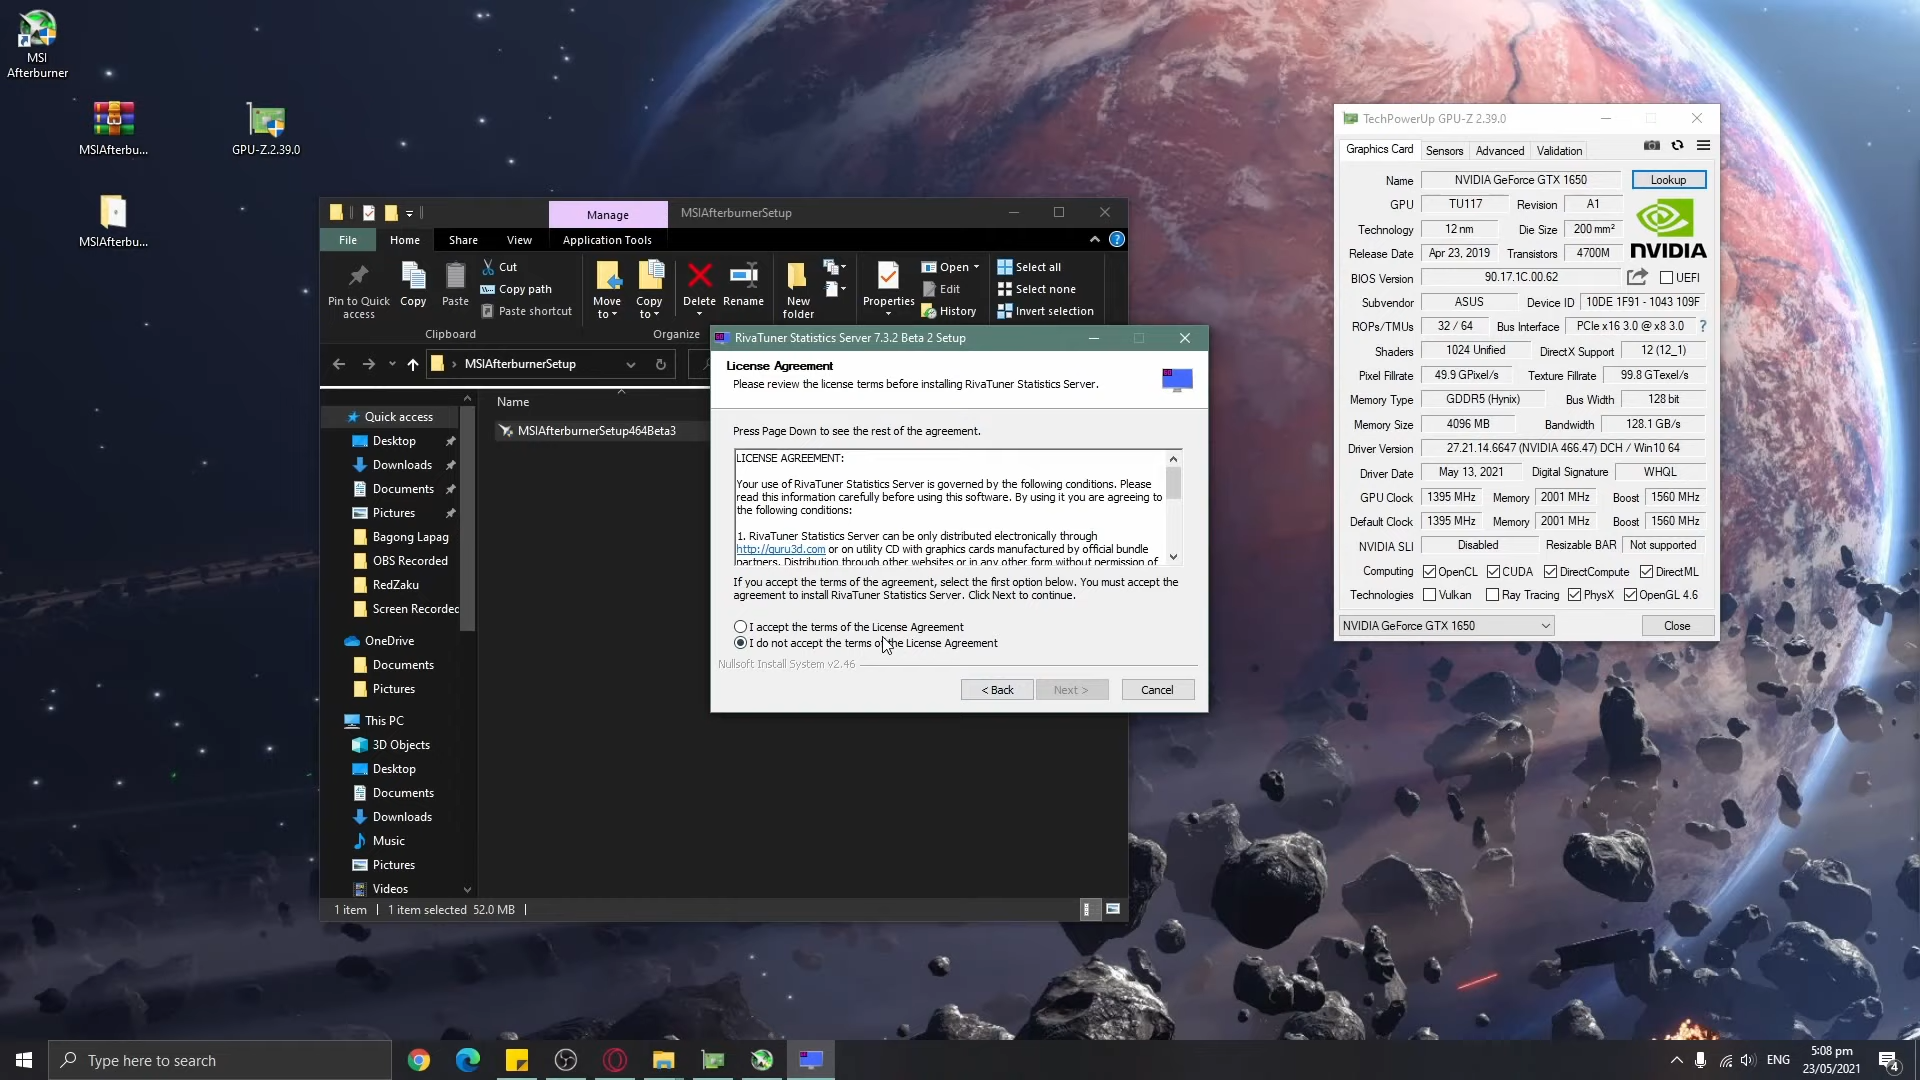 MSI
Afterburner
MSIAfterbu...
GPU-Z.2.39.0
MSIAfterbu...
Manage
MSIAfterburnerSetup
File
Home
Share
View
Application Tools
Pin to Quick
access
Copy
Paste
Cut
Copy path
Paste shortcut
Move
to
Copy
to
Delete
Rename
New
folder
Properties
Open
Edit
History
Select all
Select none
Invert selection
Clipboard
Organize
MSIAfterburnerSetup
Name
MSIAfterburnerSetup464Beta3
Quick access
Desktop
Downloads
Documents
Pictures
Bagong Lapag
OBS Recorded
RedZaku
Screen Recorded
OneDrive
Documents
Pictures
This PC
3D Objects
Desktop
Documents
Downloads
Music
Pictures
Videos
1 item
1 item selected 52.0 MB
RivaTuner Statistics Server 7.3.2 Beta 2 Setup
License Agreement
Please review the license terms before installing RivaTuner Statistics Server.
Press Page Down to see the rest of the agreement.
LICENSE AGREEMENT:
Your use of RivaTuner Statistics Server is governed by the following conditions. Please
read this information carefully before using this software. By using it you are agreeing to
the following conditions:
1. RivaTuner Statistics Server can be only distributed electronically through
http://guru3d.com or on utility CD with graphics cards manufactured by official bundle
partners. Distribution through other websites or in any other form without permission of
If you accept the terms of the agreement, select the first option below. You must accept the
agreement to install RivaTuner Statistics Server. Click Next to continue.
I accept the terms of the License Agreement
I do not accept the terms of the License Agreement
Nullsoft Install System v2.46
< Back
Next >
Cancel
TechPowerUp GPU-Z 2.39.0
Graphics Card
Sensors
Advanced
Validation
Name NVIDIA GeForce GTX 1650 Lookup
GPU TU117 Revision A1
Technology 12 nm Die Size 200 mm²
NVIDIA
Release Date Apr 23, 2019 Transistors 4700M
BIOS Version 90.17.1C.00.62 UEFI
Subvendor ASUS Device ID 10DE 1F91 - 1043 109F
ROPs/TMUs 32 / 64 Bus Interface PCIe x16 3.0 @ x8 3.0 ?
Shaders 1024 Unified DirectX Support 12 (12_1)
Pixel Fillrate 49.9 GPixel/s Texture Fillrate 99.8 GTexel/s
Memory Type GDDR5 (Hynix) Bus Width 128 bit
Memory Size 4096 MB Bandwidth 128.1 GB/s
Driver Version 27.21.14.6647 (NVIDIA 466.47) DCH / Win10 64
Driver Date May 13, 2021 Digital Signature WHQL
GPU Clock 1395 MHz Memory 2001 MHz Boost 1560 MHz
Default Clock 1395 MHz Memory 2001 MHz Boost 1560 MHz
NVIDIA SLI Disabled Resizable BAR Not supported
Computing OpenCL CUDA DirectCompute DirectML
Technologies Vulkan Ray Tracing PhysX OpenGL 4.6
NVIDIA GeForce GTX 1650
Close
Type here to search
ENG
5:08 pm
23/05/2021
4